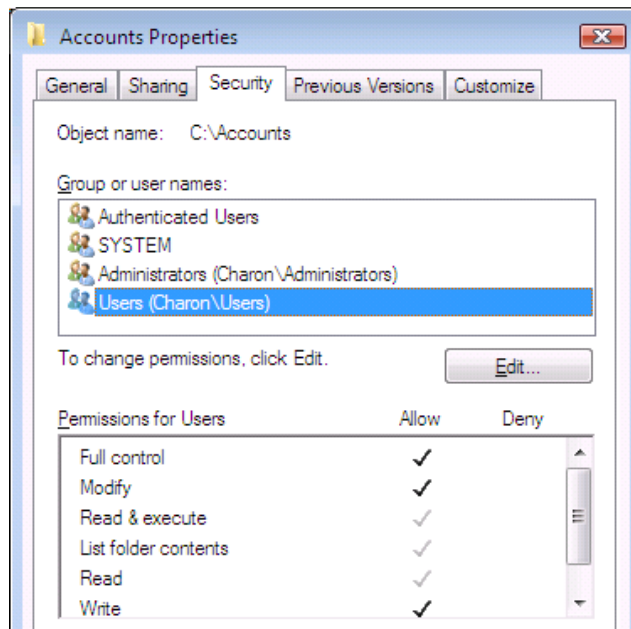 Accounts Properties
General Sharing Security Previous Versions Customize
Object name: C:\Accounts
Group or user names:
Authenticated Users
SYSTEM
Administrators (Charon\Administrators)
Users (Charon\Users)
To change permissions, click Edit.
Edit...
Permissions for Users Allow Deny
Full control
Modify
Read & execute
List folder contents
Read
Write